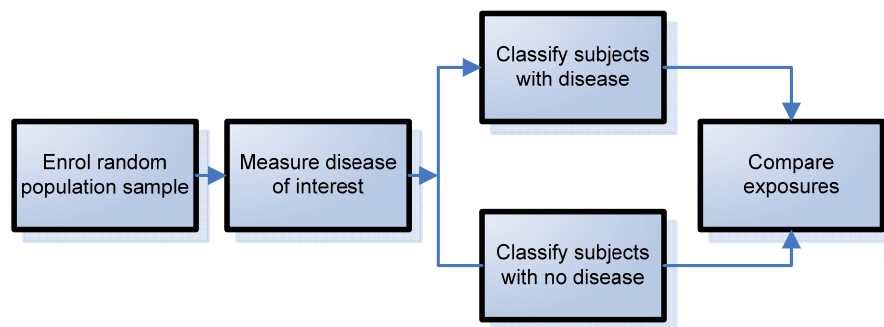 Enrol random
population sample
Measure disease
of interest
Classify subjects
with disease
Classify subjects
with no disease
Compare
exposures